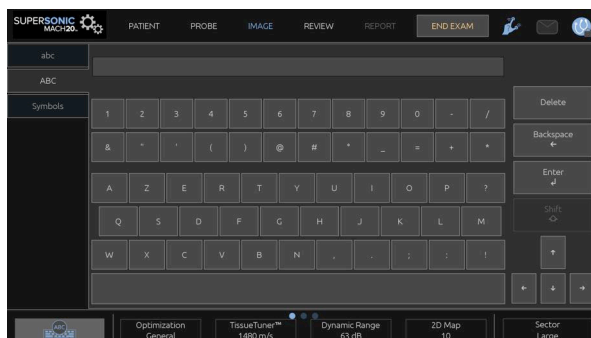 SUPERSONIC
MACH20
PATIENT PROBE IMAGE REVIEW REPORT END EXAM
abc
ABC
Symbols
1 2 3 4 5 6 7 8 9 0 - /
Delete
& " ' ( ) @ # * _ = + *
Backspace
←
A Z E R T Y U I O P ?
Enter
↲
Q S D F G H J K L M
Shift
W X C V B N , . ; : !
↑
← ↓ →
ABC
Optimization TissueTuner™ Dynamic Range 2D Map Sector
General 1480 m/s 63 dB 10 Large